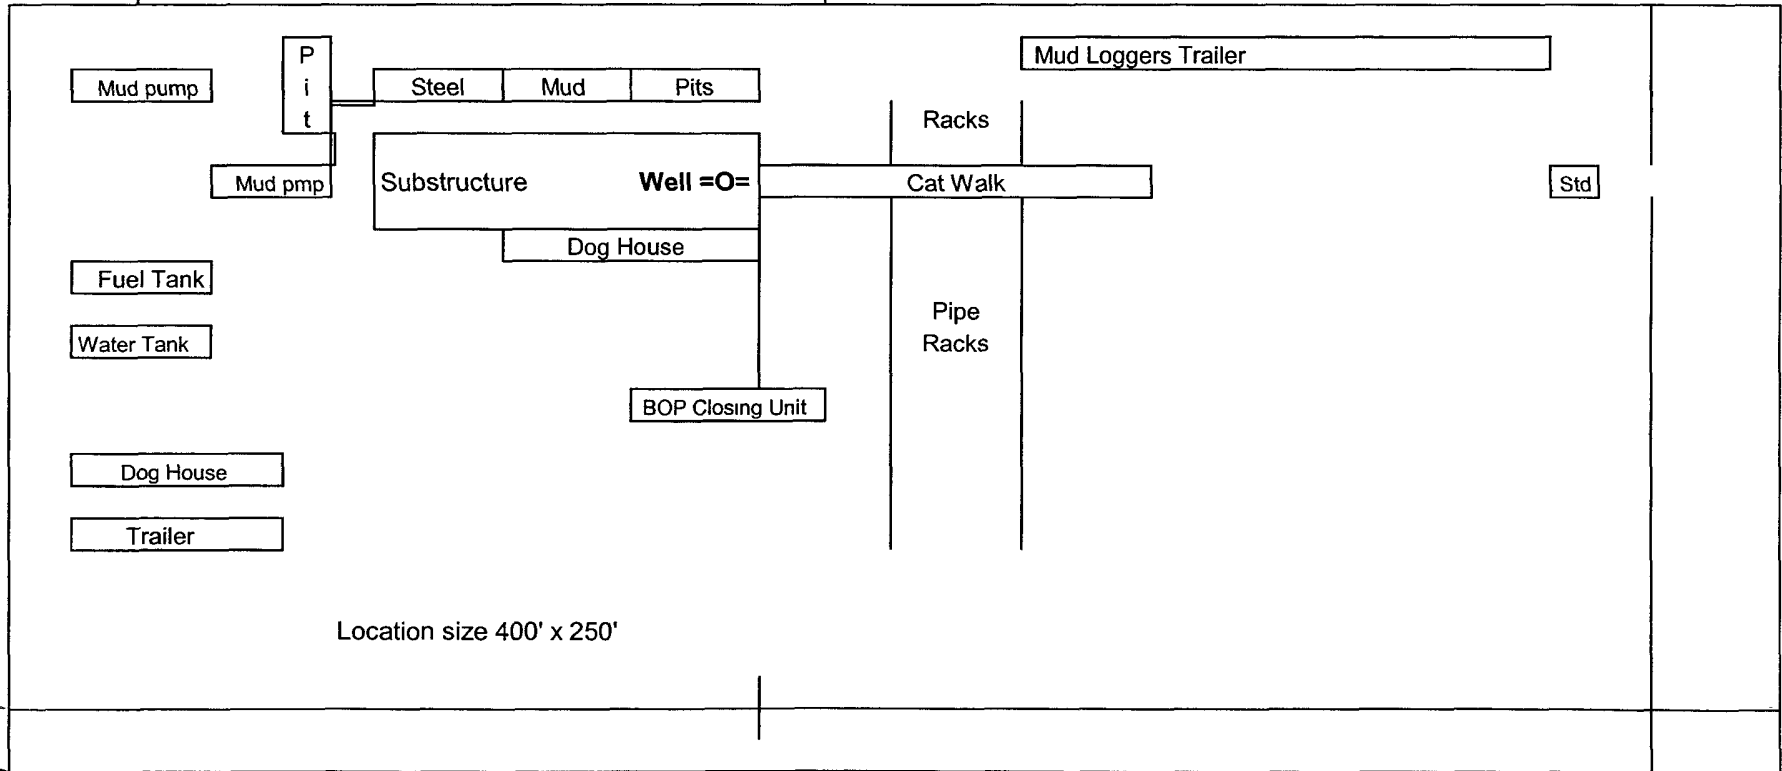 Mud Loggers Trailer
P
i
t
Mud pump
Steel Mud Pits
Racks
Mud pmp
Substructure Well =O=
Cat Walk
Std
Dog House
Fuel Tank
Pipe
Racks
Water Tank
BOP Closing Unit
Dog House
Trailer
Location size 400' x 250'